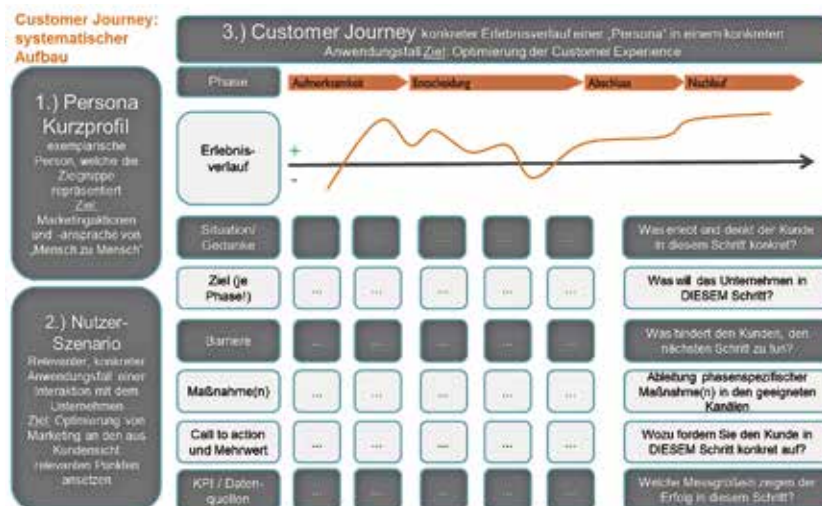 Customer Journey:
systematischer
Aufbau
1.) Persona
Kurzprofil
exemplarische
Person, welche die
Zielgruppe
repräsentiert
Ziel:
Marketingaktionen
und -ansprache von
„Mensch zu Mensch“
2.) Nutzer-
Szenario
Relevanter, konkreter
Anwendungsfall einer
Interaktion mit dem
Unternehmen
Ziel: Optimierung von
Marketing an den aus
Kundensicht
relevanten Punkten
ansetzen
3.) Customer Journey konkreter Erlebnisverlauf einer „Persona“ in einem konkreten
Anwendungsfall Ziel: Optimierung der Customer Experience
Phase
Aufmerksamkeit
Entscheidung
Abschluss
Nachlauf
Erlebnis-
verlauf
+
-
Situation/
Gedanke
... ... ... ... ...
Was erlebt und denkt der Kunde
in diesem Schritt konkret?
Ziel (je
Phase!)
... ... ... ... ...
Was will das Unternehmen in
DIESEM Schritt?
Barriere
... ... ... ... ...
Was hindert den Kunden, den
nächsten Schritt zu tun?
Maßnahme(n)
... ... ... ... ...
Ableitung phasenspezifischer
Maßnahme(n) in den geeigneten
Kanälen
Call to action
und Mehrwert
... ... ... ... ...
Wozu fordern Sie den Kunde in
DIESEM Schritt konkret auf?
KPI / Daten-
quellen
... ... ... ... ...
Welche Messgrößen zeigen der
Erfolg in diesem Schritt?